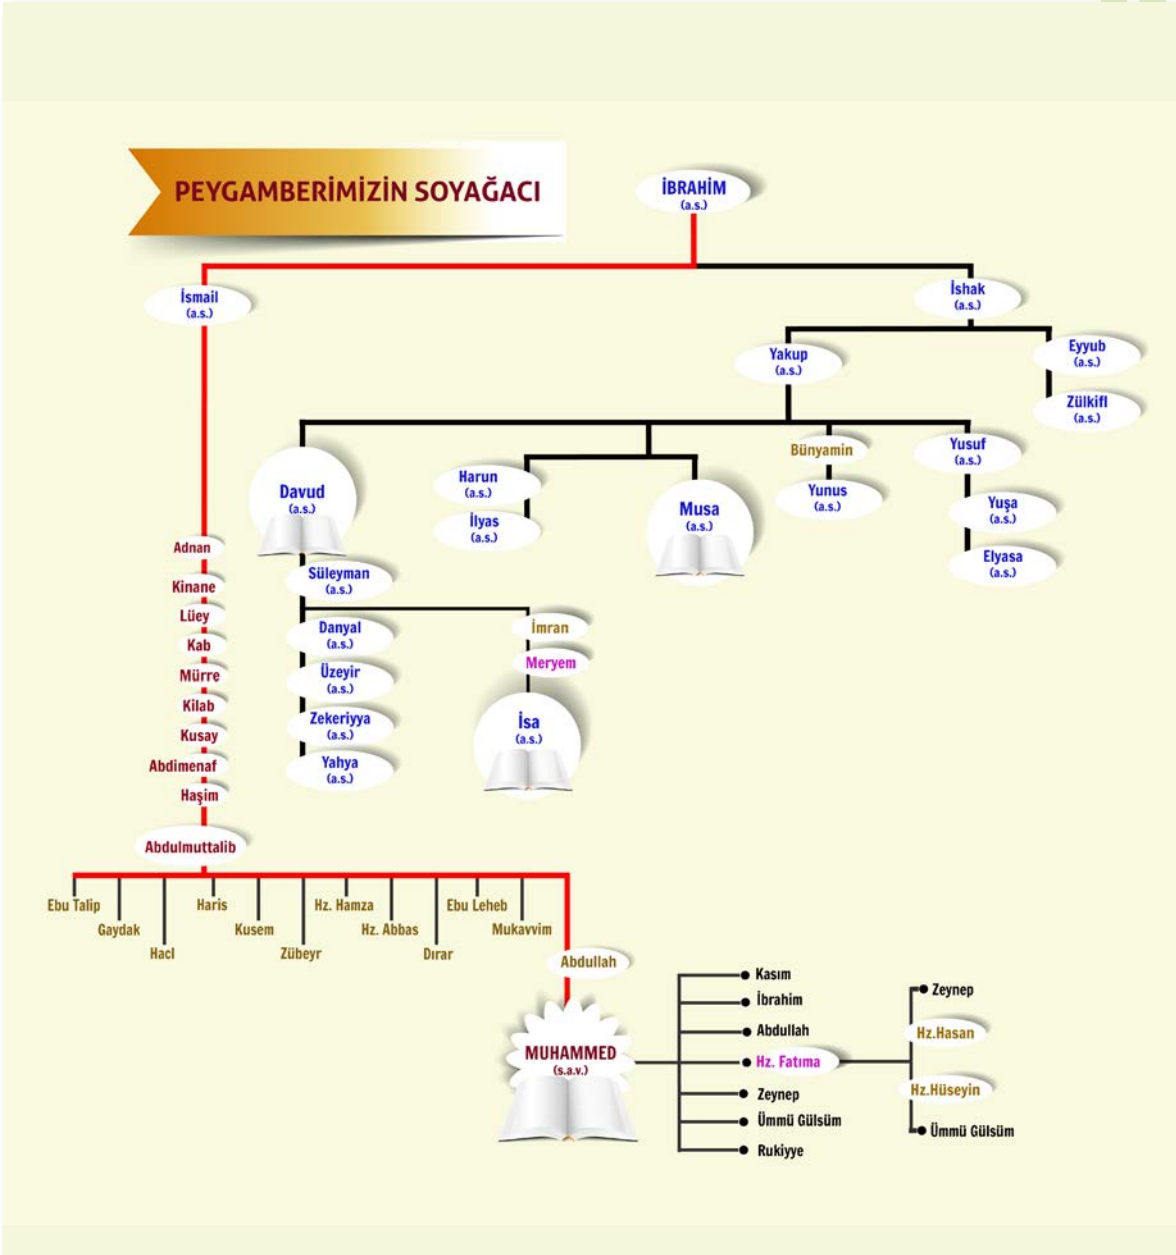 PEYGAMBERİMİZİN SOYAĞACI
İBRAHİM
(a.s.)
İsmail
(a.s.)
İshak
(a.s.)
Yakup
(a.s.)
Eyyub
(a.s.)
Zülkifl
(a.s.)
Davud
(a.s.)
Harun
(a.s.)
İlyas
(a.s.)
Musa
(a.s.)
Bünyamin
Yunus
(a.s.)
Yusuf
(a.s.)
Yuşa
(a.s.)
Elyasa
(a.s.)
Süleyman
(a.s.)
Danyal
(a.s.)
Üzeyir
(a.s.)
Zekeriyya
(a.s.)
Yahya
(a.s.)
İmran
Meryem
İsa
(a.s.)
Adnan
Kinane
Lüey
Kab
Mürre
Kilab
Kusay
Abdimenaf
Haşim
Abdulmuttalib
Ebu Talip
Gaydak
Hacl
Haris
Kusem
Zübeyr
Hz. Hamza
Hz. Abbas
Dırar
Ebu Leheb
Mukavvim
Abdullah
MUHAMMED
(s.a.v.)
Kasım
İbrahim
Abdullah
Hz. Fatıma
Zeynep
Ümmü Gülsüm
Rukiyye
Zeynep
Hz.Hasan
Hz.Hüseyin
Ümmü Gülsüm